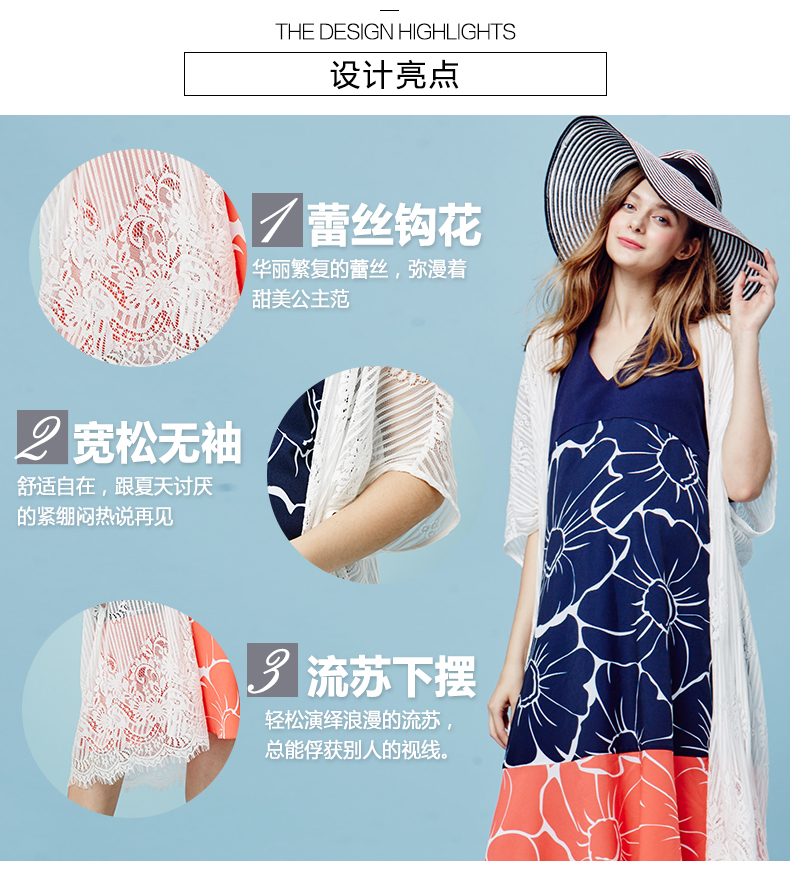 THE DESIGN HIGHLIGHTS
设计亮点
1 蕾丝钩花
华丽繁复的蕾丝，弥漫着
甜美公主范
2 宽松无袖
舒适自在，跟夏天讨厌
的紧绷闷热说再见
3 流苏下摆
轻松演绎浪漫的流苏，
总能俘获别人的视线。